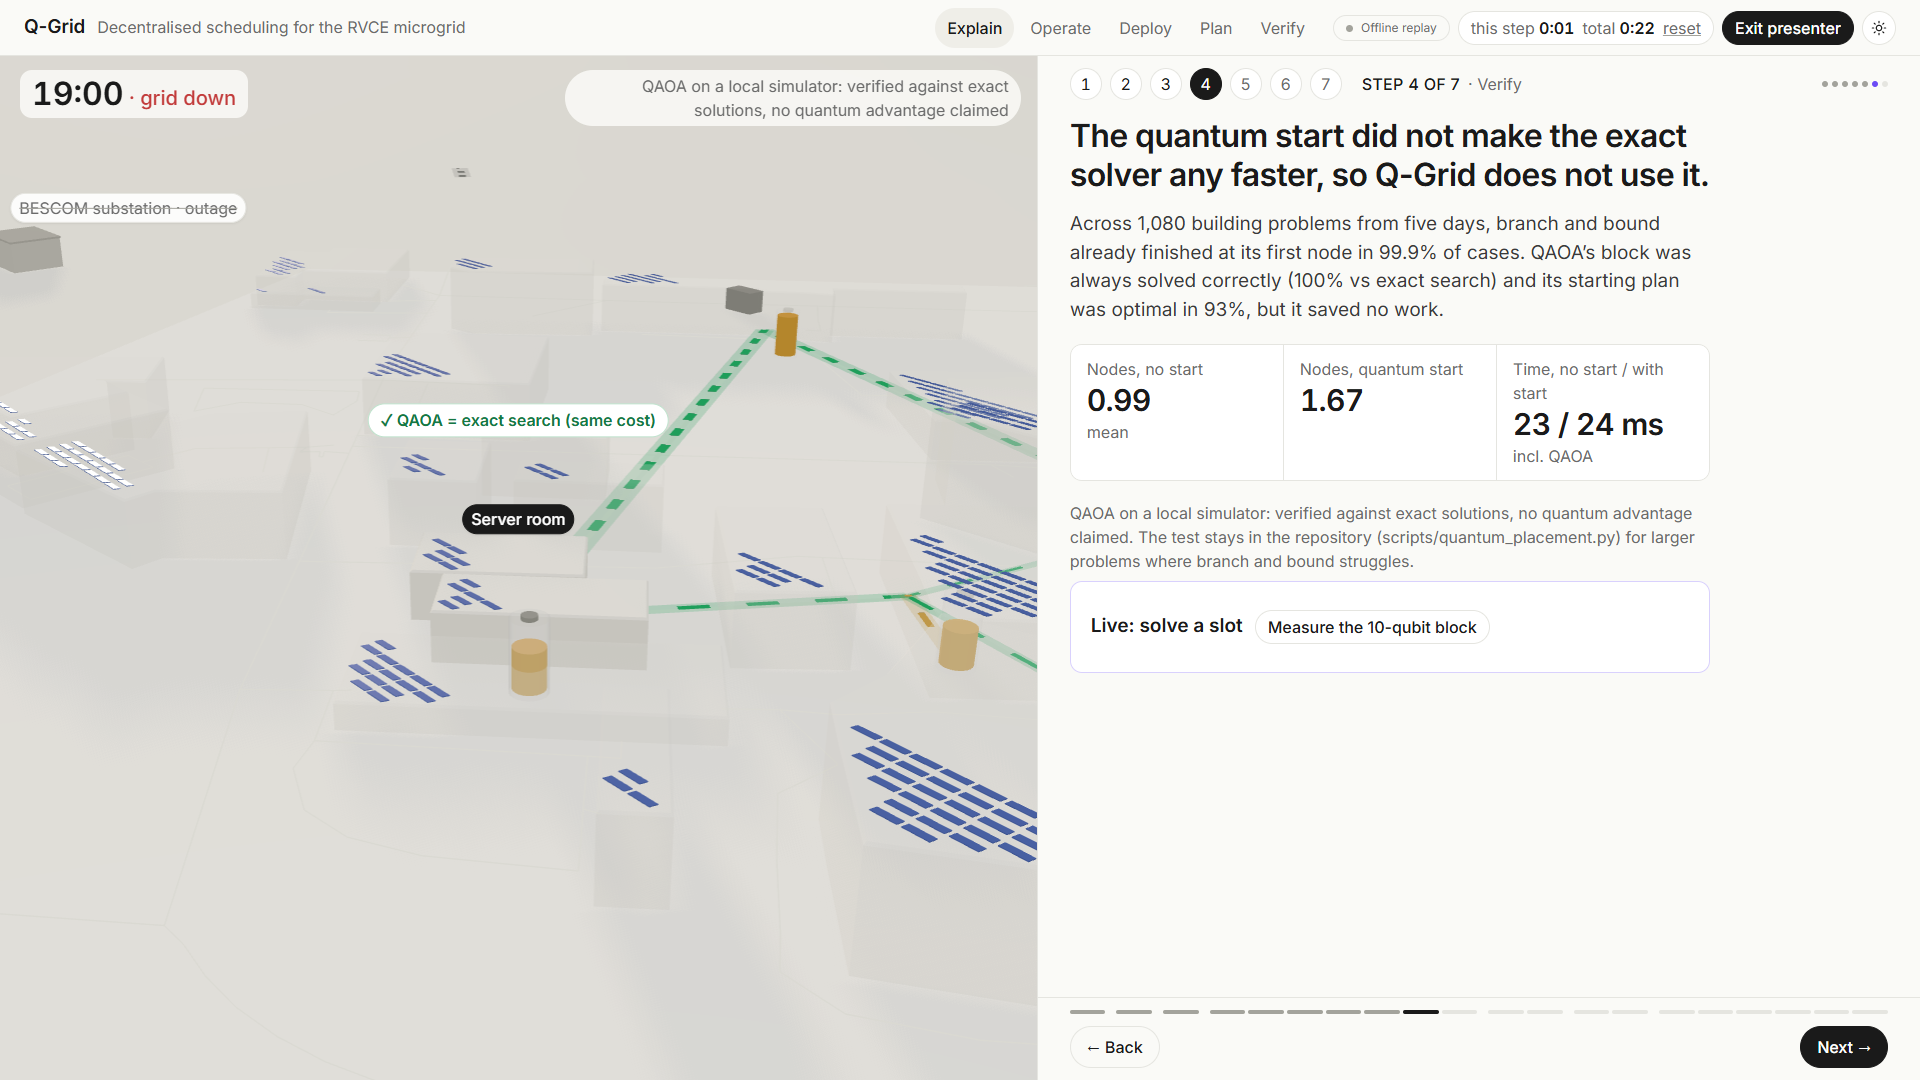 Q-Grid Decentralised scheduling for the RVCE microgrid
Explain Operate Deploy Plan Verify
Offline replay
this step 0:01 total 0:22 reset
Exit presenter
19:00 · grid down
QAOA on a local simulator: verified against exact
solutions, no quantum advantage claimed
BESCOM substation · outage
✓ QAOA = exact search (same cost)
Server room
1 2 3 4 5 6 7 STEP 4 OF 7 · Verify
The quantum start did not make the exact
solver any faster, so Q-Grid does not use it.
Across 1,080 building problems from five days, branch and bound
already finished at its first node in 99.9% of cases. QAOA’s block was
always solved correctly (100% vs exact search) and its starting plan
was optimal in 93%, but it saved no work.
Nodes, no start
0.99
mean
Nodes, quantum start
1.67
Time, no start / with
start
23 / 24 ms
incl. QAOA
QAOA on a local simulator: verified against exact solutions, no quantum advantage
claimed. The test stays in the repository (scripts/quantum_placement.py) for larger
problems where branch and bound struggles.
Live: solve a slot Measure the 10-qubit block
← Back
Next →